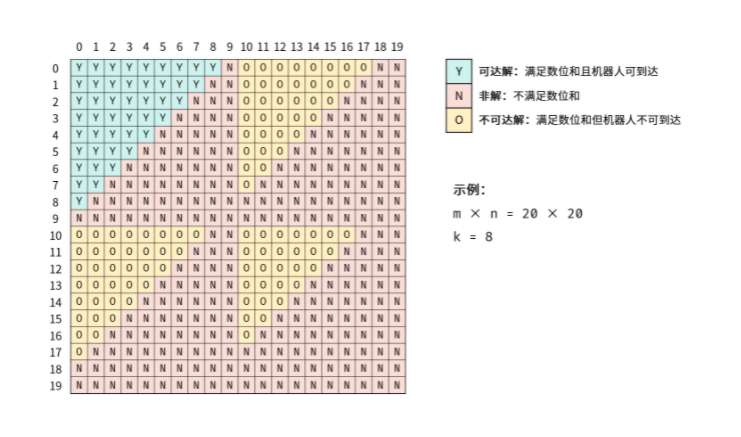 0 1 2 3 4 5 6 7 8 9 10 11 12 13 14 15 16 17 18 19
0 Y Y Y Y Y Y Y Y Y N O O O O O O O O N N
1 Y Y Y Y Y Y Y Y N N O O O O O O O N N N
2 Y Y Y Y Y Y Y N N N O O O O O O N N N N
3 Y Y Y Y Y Y N N N N O O O O O N N N N N
4 Y Y Y Y Y N N N N N O O O O N N N N N N
5 Y Y Y Y N N N N N N O O O N N N N N N N
6 Y Y Y N N N N N N N O O N N N N N N N N
7 Y Y N N N N N N N N O N N N N N N N N N
8 Y N N N N N N N N N N N N N N N N N N N
9 N N N N N N N N N N N N N N N N N N N N
10 O O O O O O O O N N O O O O O O O N N N
11 O O O O O O O N N N O O O O O O N N N N
12 O O O O O O N N N N O O O O O N N N N N
13 O O O O O N N N N N O O O O N N N N N N
14 O O O O N N N N N N O O O N N N N N N N
15 O O O N N N N N N N O O N N N N N N N N
16 O O N N N N N N N N O N N N N N N N N N
17 O N N N N N N N N N N N N N N N N N N N
18 N N N N N N N N N N N N N N N N N N N N
19 N N N N N N N N N N N N N N N N N N N N
Y 可达解：满足数位和且机器人可到达
N 非解：不满足数位和
O 不可达解：满足数位和但机器人不可到达
示例：
m × n = 20 × 20
k = 8